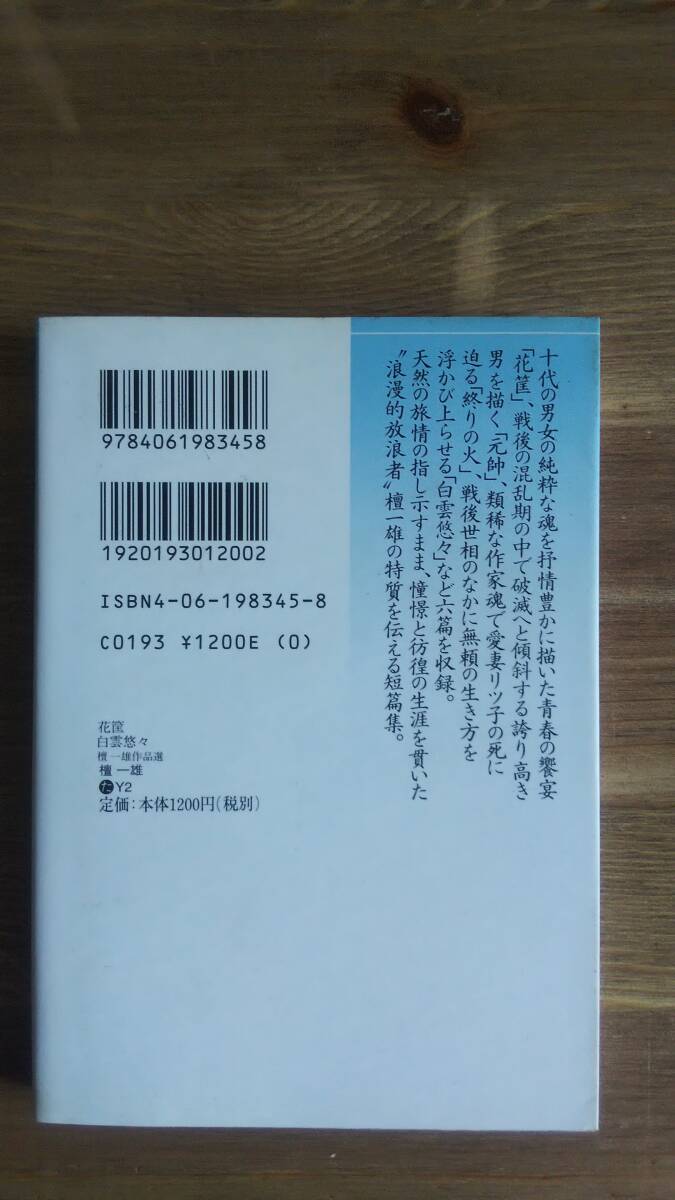 十代の男女の純粋な魂を抒情豊かに描いた青春の饗宴
「花筐」、戦後の混乱期の中で破滅へと傾斜する誇り高き
男を描く「元帥」、類稀な作家魂で愛妻リツ子の死に
迫る「終りの火」、戦後世相のなかに無頼の生き方を
浮かび上らせる「白雲悠々」など六篇を収録。
天然の旅情の指し示すまま、憧憬と彷徨の生涯を貫いた
〝浪漫的放浪者〟檀一雄の特質を伝える短篇集。
9784061983458
1920193012002
ISBN4-06-198345-8
C0193 ¥1200E (0)
花筐
白雲悠々
檀一雄作品選
檀 一雄
たY2
定価:本体1200円(税別)